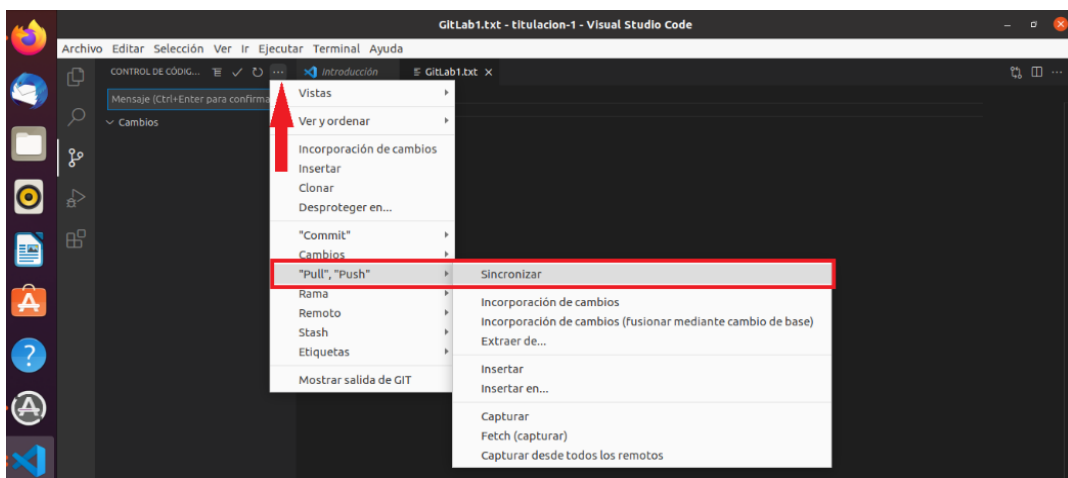 GitLab1.txt - titulacion-1 - Visual Studio Code
Archivo Editar Selección Ver Ir Ejecutar Terminal Ayuda
CONTROL DE CÓDIG... Introducción GitLab1.txt
Mensaje (Ctrl+Enter para confirma
Cambios
Vistas
Ver y ordenar
Incorporación de cambios
Insertar
Clonar
Desproteger en...
"Commit"
Cambios
"Pull", "Push"
Sincronizar
Rama
Remoto
Stash
Etiquetas
Mostrar salida de GIT
Incorporación de cambios
Incorporación de cambios (fusionar mediante cambio de base)
Extraer de...
Insertar
Insertar en...
Capturar
Fetch (capturar)
Capturar desde todos los remotos